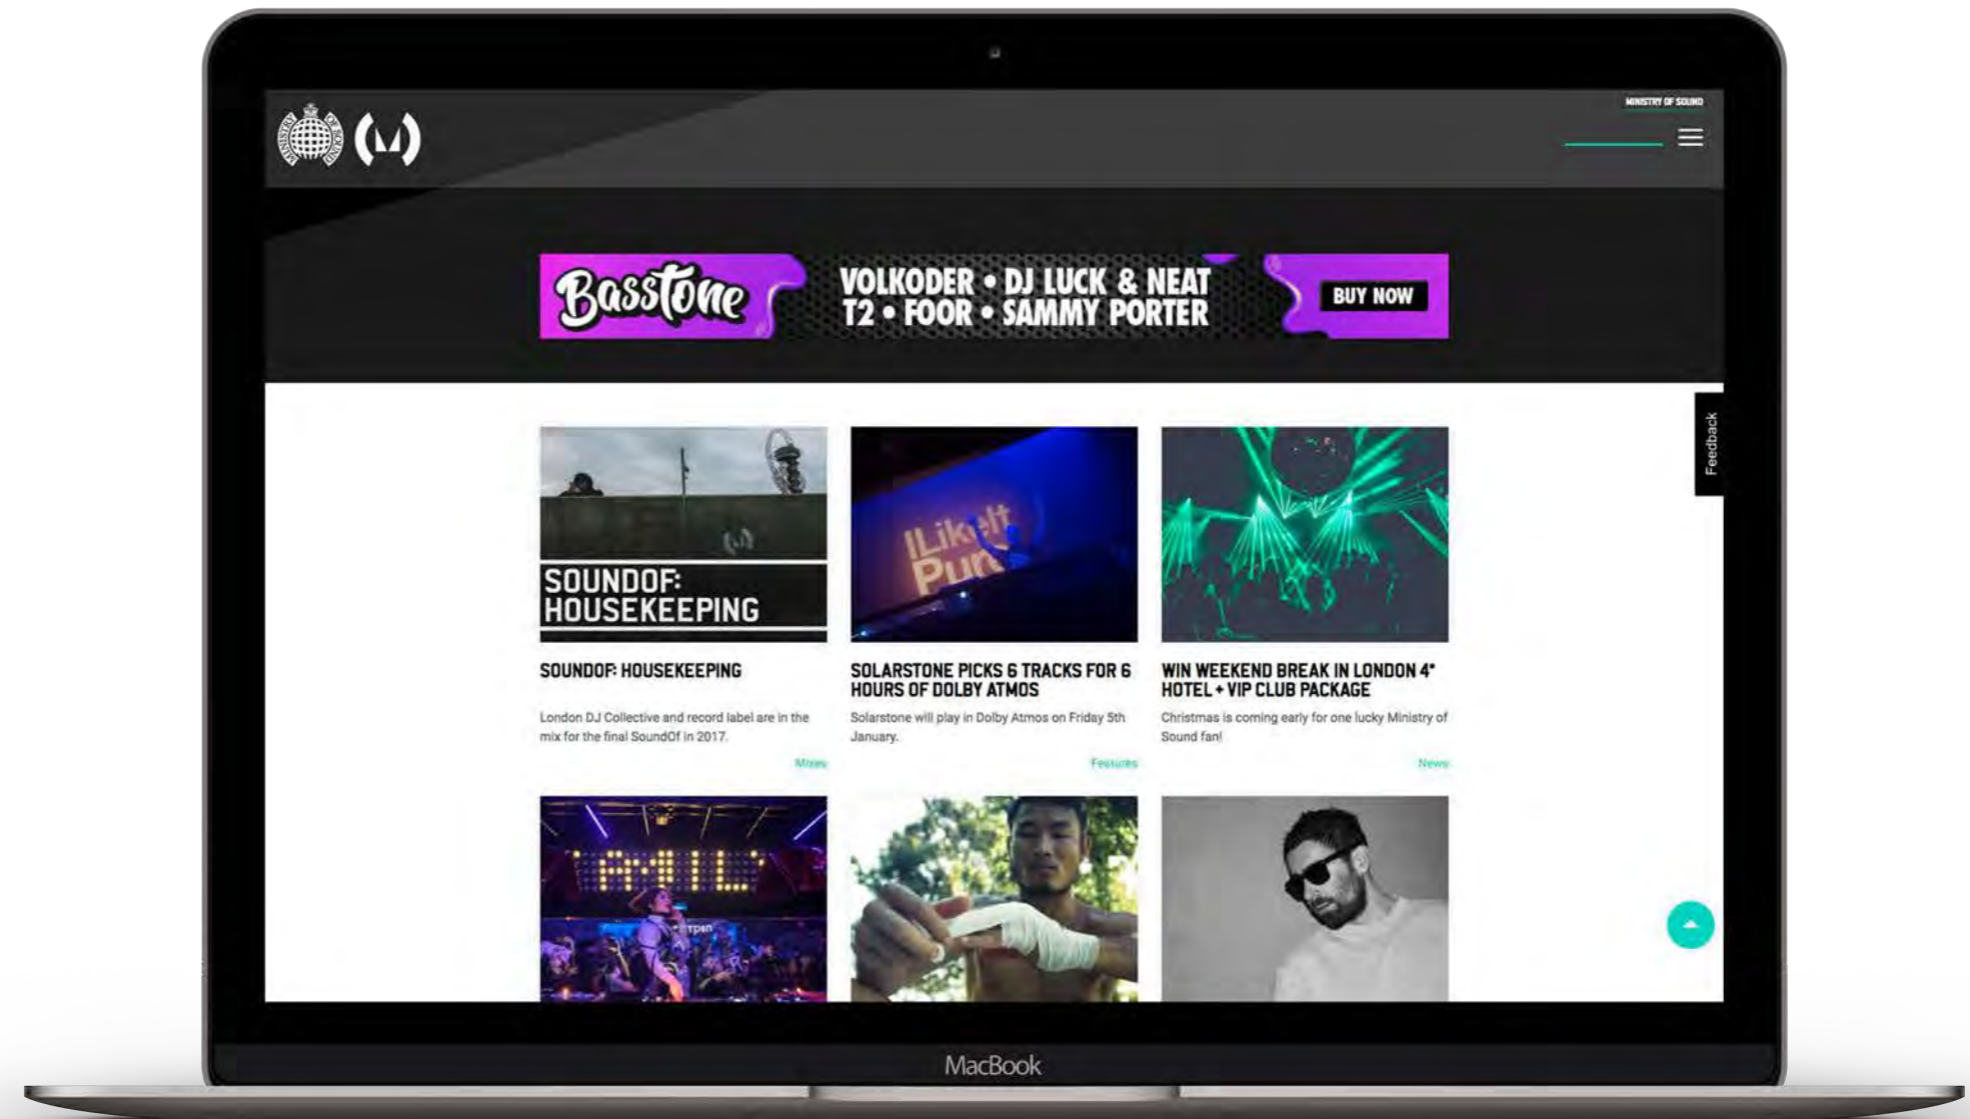 MINISTRY OF SOUND
MINISTRY OF SOUND
Basstone
VOLKODER • DJ LUCK & NEAT
T2 • FOOR • SAMMY PORTER
BUY NOW
Feedback
SOUNDOF:
HOUSEKEEPING
ILikeIt
SOUNDOF: HOUSEKEEPING
London DJ Collective and record label are in the
mix for the final SoundOf in 2017.
Mixes
SOLARSTONE PICKS 6 TRACKS FOR 6
HOURS OF DOLBY ATMOS
Solarstone will play in Dolby Atmos on Friday 5th
January.
Features
WIN WEEKEND BREAK IN LONDON 4*
HOTEL + VIP CLUB PACKAGE
Christmas is coming early for one lucky Ministry of
Sound fan!
News
MacBook